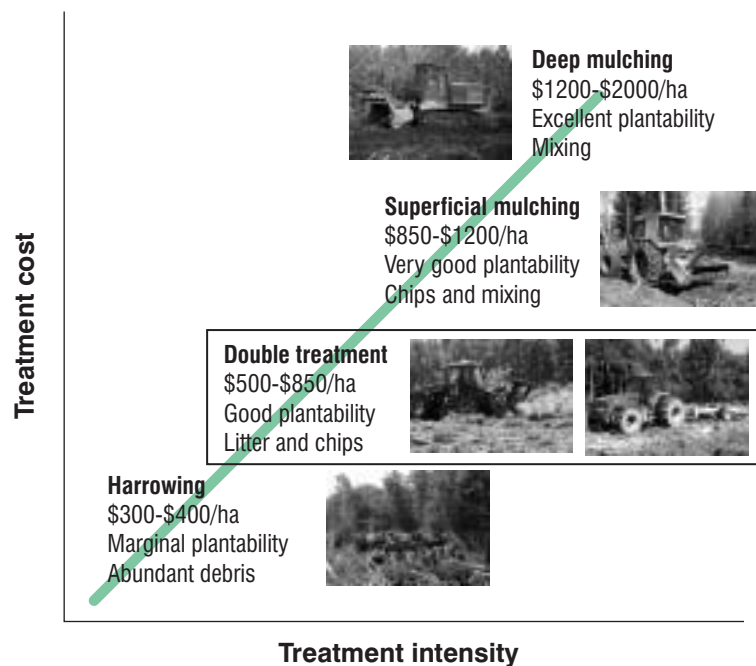 Deep mulching
$1200-$2000/ha
Excellent plantability
Mixing
Superficial mulching
$850-$1200/ha
Very good plantability
Chips and mixing
Double treatment
$500-$850/ha
Good plantability
Litter and chips
Harrowing
$300-$400/ha
Marginal plantability
Abundant debris
Treatment cost
Treatment intensity